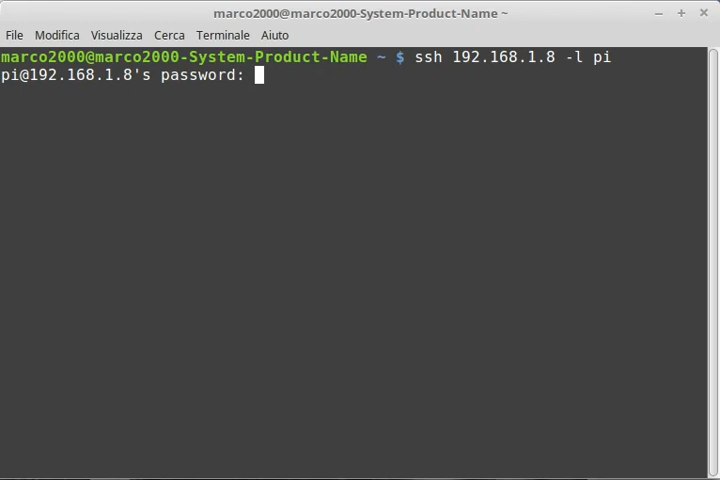 marco2000@marco2000-System-Product-Name ~
File Modifica Visualizza Cerca Terminale Aiuto
marco2000@marco2000-System-Product-Name ~ $ ssh 192.168.1.8 -l pi
pi@192.168.1.8's password: